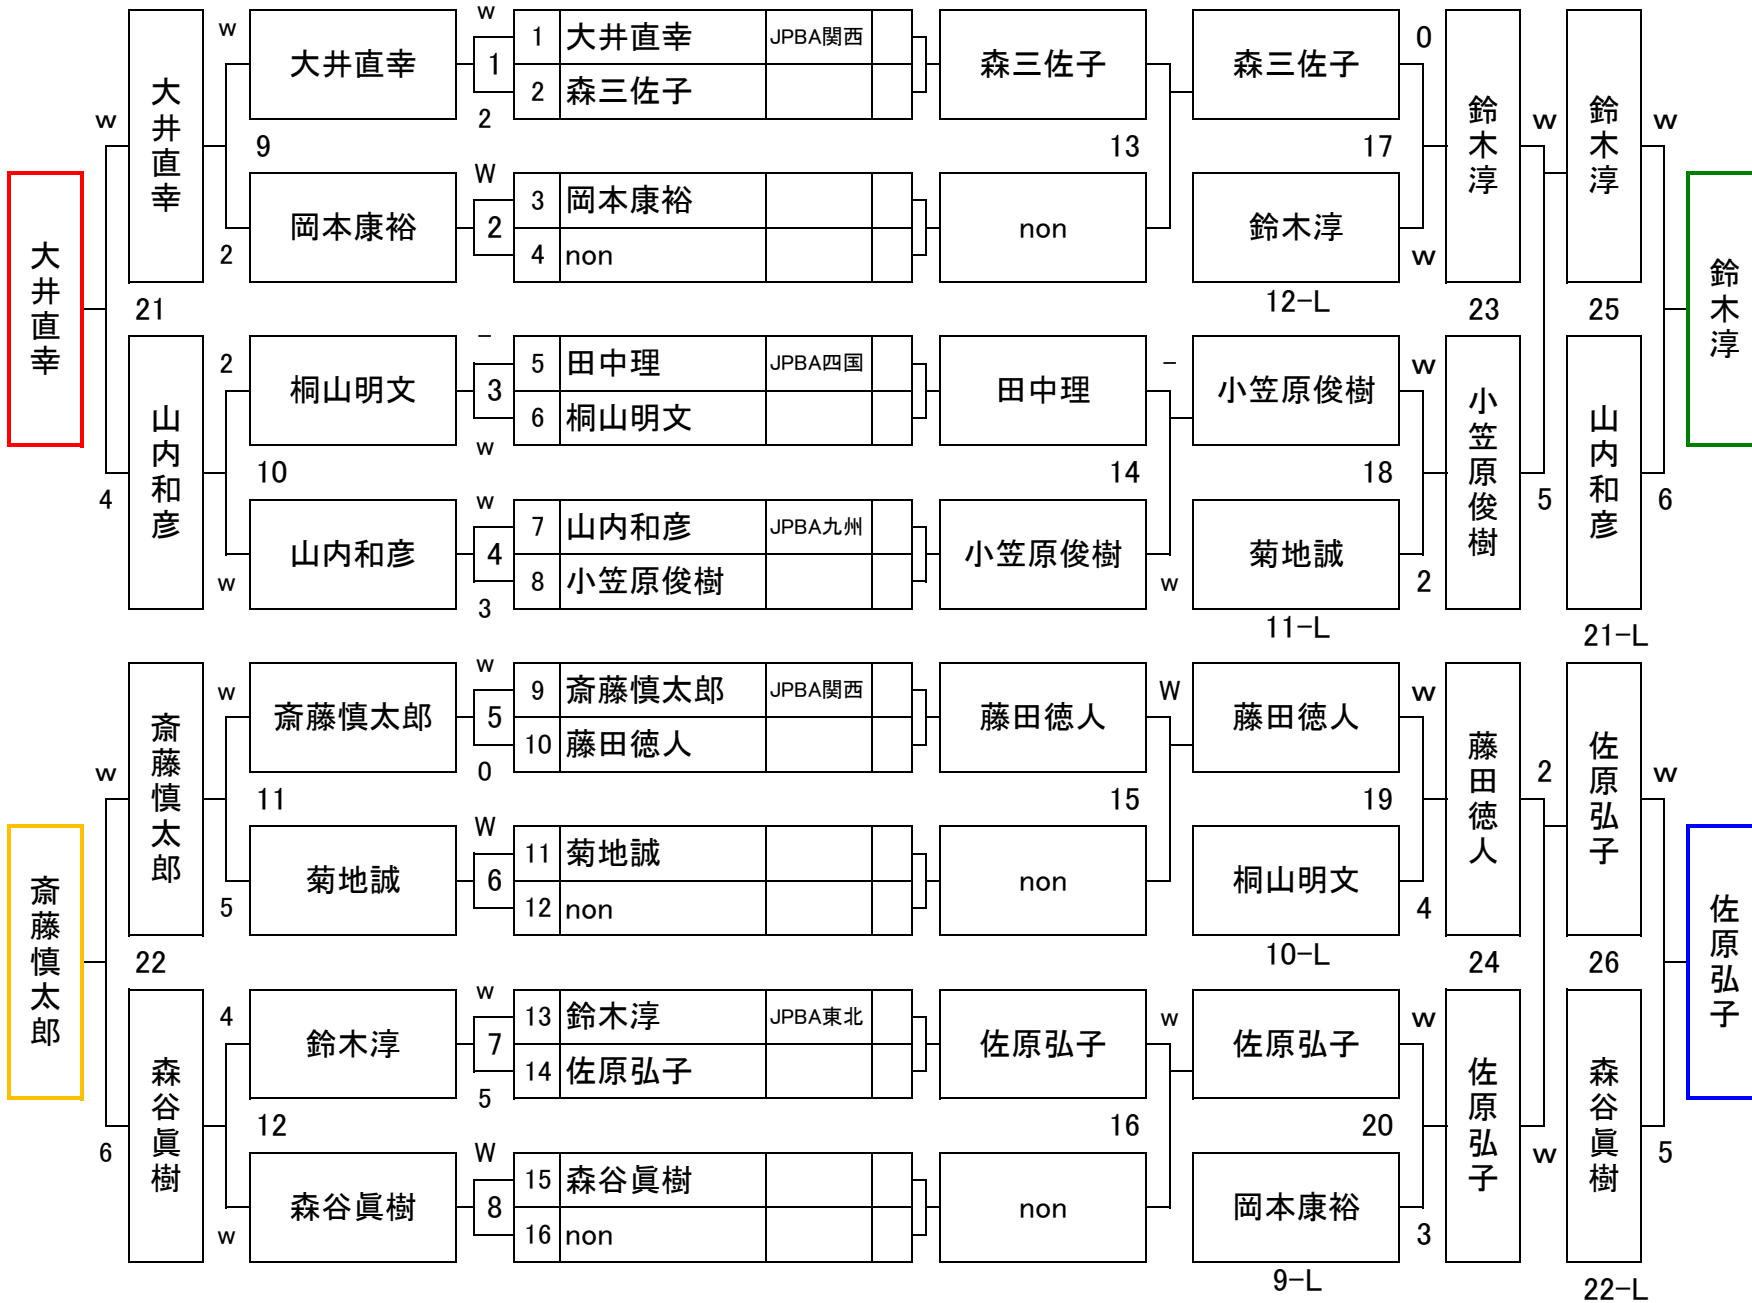 大井直幸
斎藤慎太郎
w
4
w
6
大井直幸
21
山内和彦
斎藤慎太郎
22
森谷眞樹
w
2
2
w
w
5
4
w
大井直幸
9
岡本康裕
桐山明文
10
山内和彦
斎藤慎太郎
11
菊地誠
鈴木淳
12
森谷眞樹
w
1
2
W
2
-
3
w
w
4
3
w
5
0
W
6
w
7
5
W
8
1 大井直幸 JPBA関西
2 森三佐子
3 岡本康裕
4 non
5 田中理 JPBA四国
6 桐山明文
7 山内和彦 JPBA九州
8 小笠原俊樹
9 斎藤慎太郎 JPBA関西
10 藤田徳人
11 菊地誠
12 non
13 鈴木淳 JPBA東北
14 佐原弘子
15 森谷眞樹
16 non
森三佐子
13
non
田中理
14
小笠原俊樹
藤田徳人
15
non
佐原弘子
16
non
-
w
W
w
森三佐子
17
鈴木淳
12-L
小笠原俊樹
18
菊地誠
11-L
藤田徳人
19
桐山明文
10-L
佐原弘子
20
岡本康裕
9-L
0
w
w
2
w
4
w
3
鈴木淳
23
小笠原俊樹
藤田徳人
24
佐原弘子
w
5
2
w
鈴木淳
25
山内和彦
21-L
佐原弘子
26
森谷眞樹
22-L
w
6
w
5
鈴木淳
佐原弘子